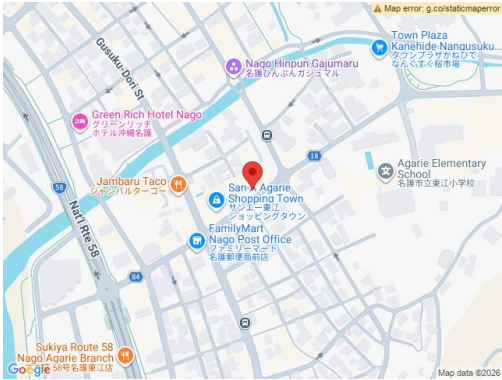 Map error: g.co/staticmaperror
Town Plaza
Kanehide Nangusuku...
タウンプラザかねひで
なんぐすく桜市場
Gusuku-Dori St
Nago Hinpun Gajumaru
名護ひんぷんガジュマル
Green Rich Hotel Nago
グリーンリッチ
ホテル沖縄名護
18
Agarie Elementary
School
名護市立東江小学校
58
Jambaru Taco
ジャンバルターコー
San-A Agarie
Shopping Town
サンエー東江
ショッピングタウン
Nat'l Rte 58
FamilyMart
Nago Post Office
ファミリーマート
名護郵便局前店
84
Sukiya Route 58
Nago Agarie Branch
58号名護東江店
Google
Map data ©2026